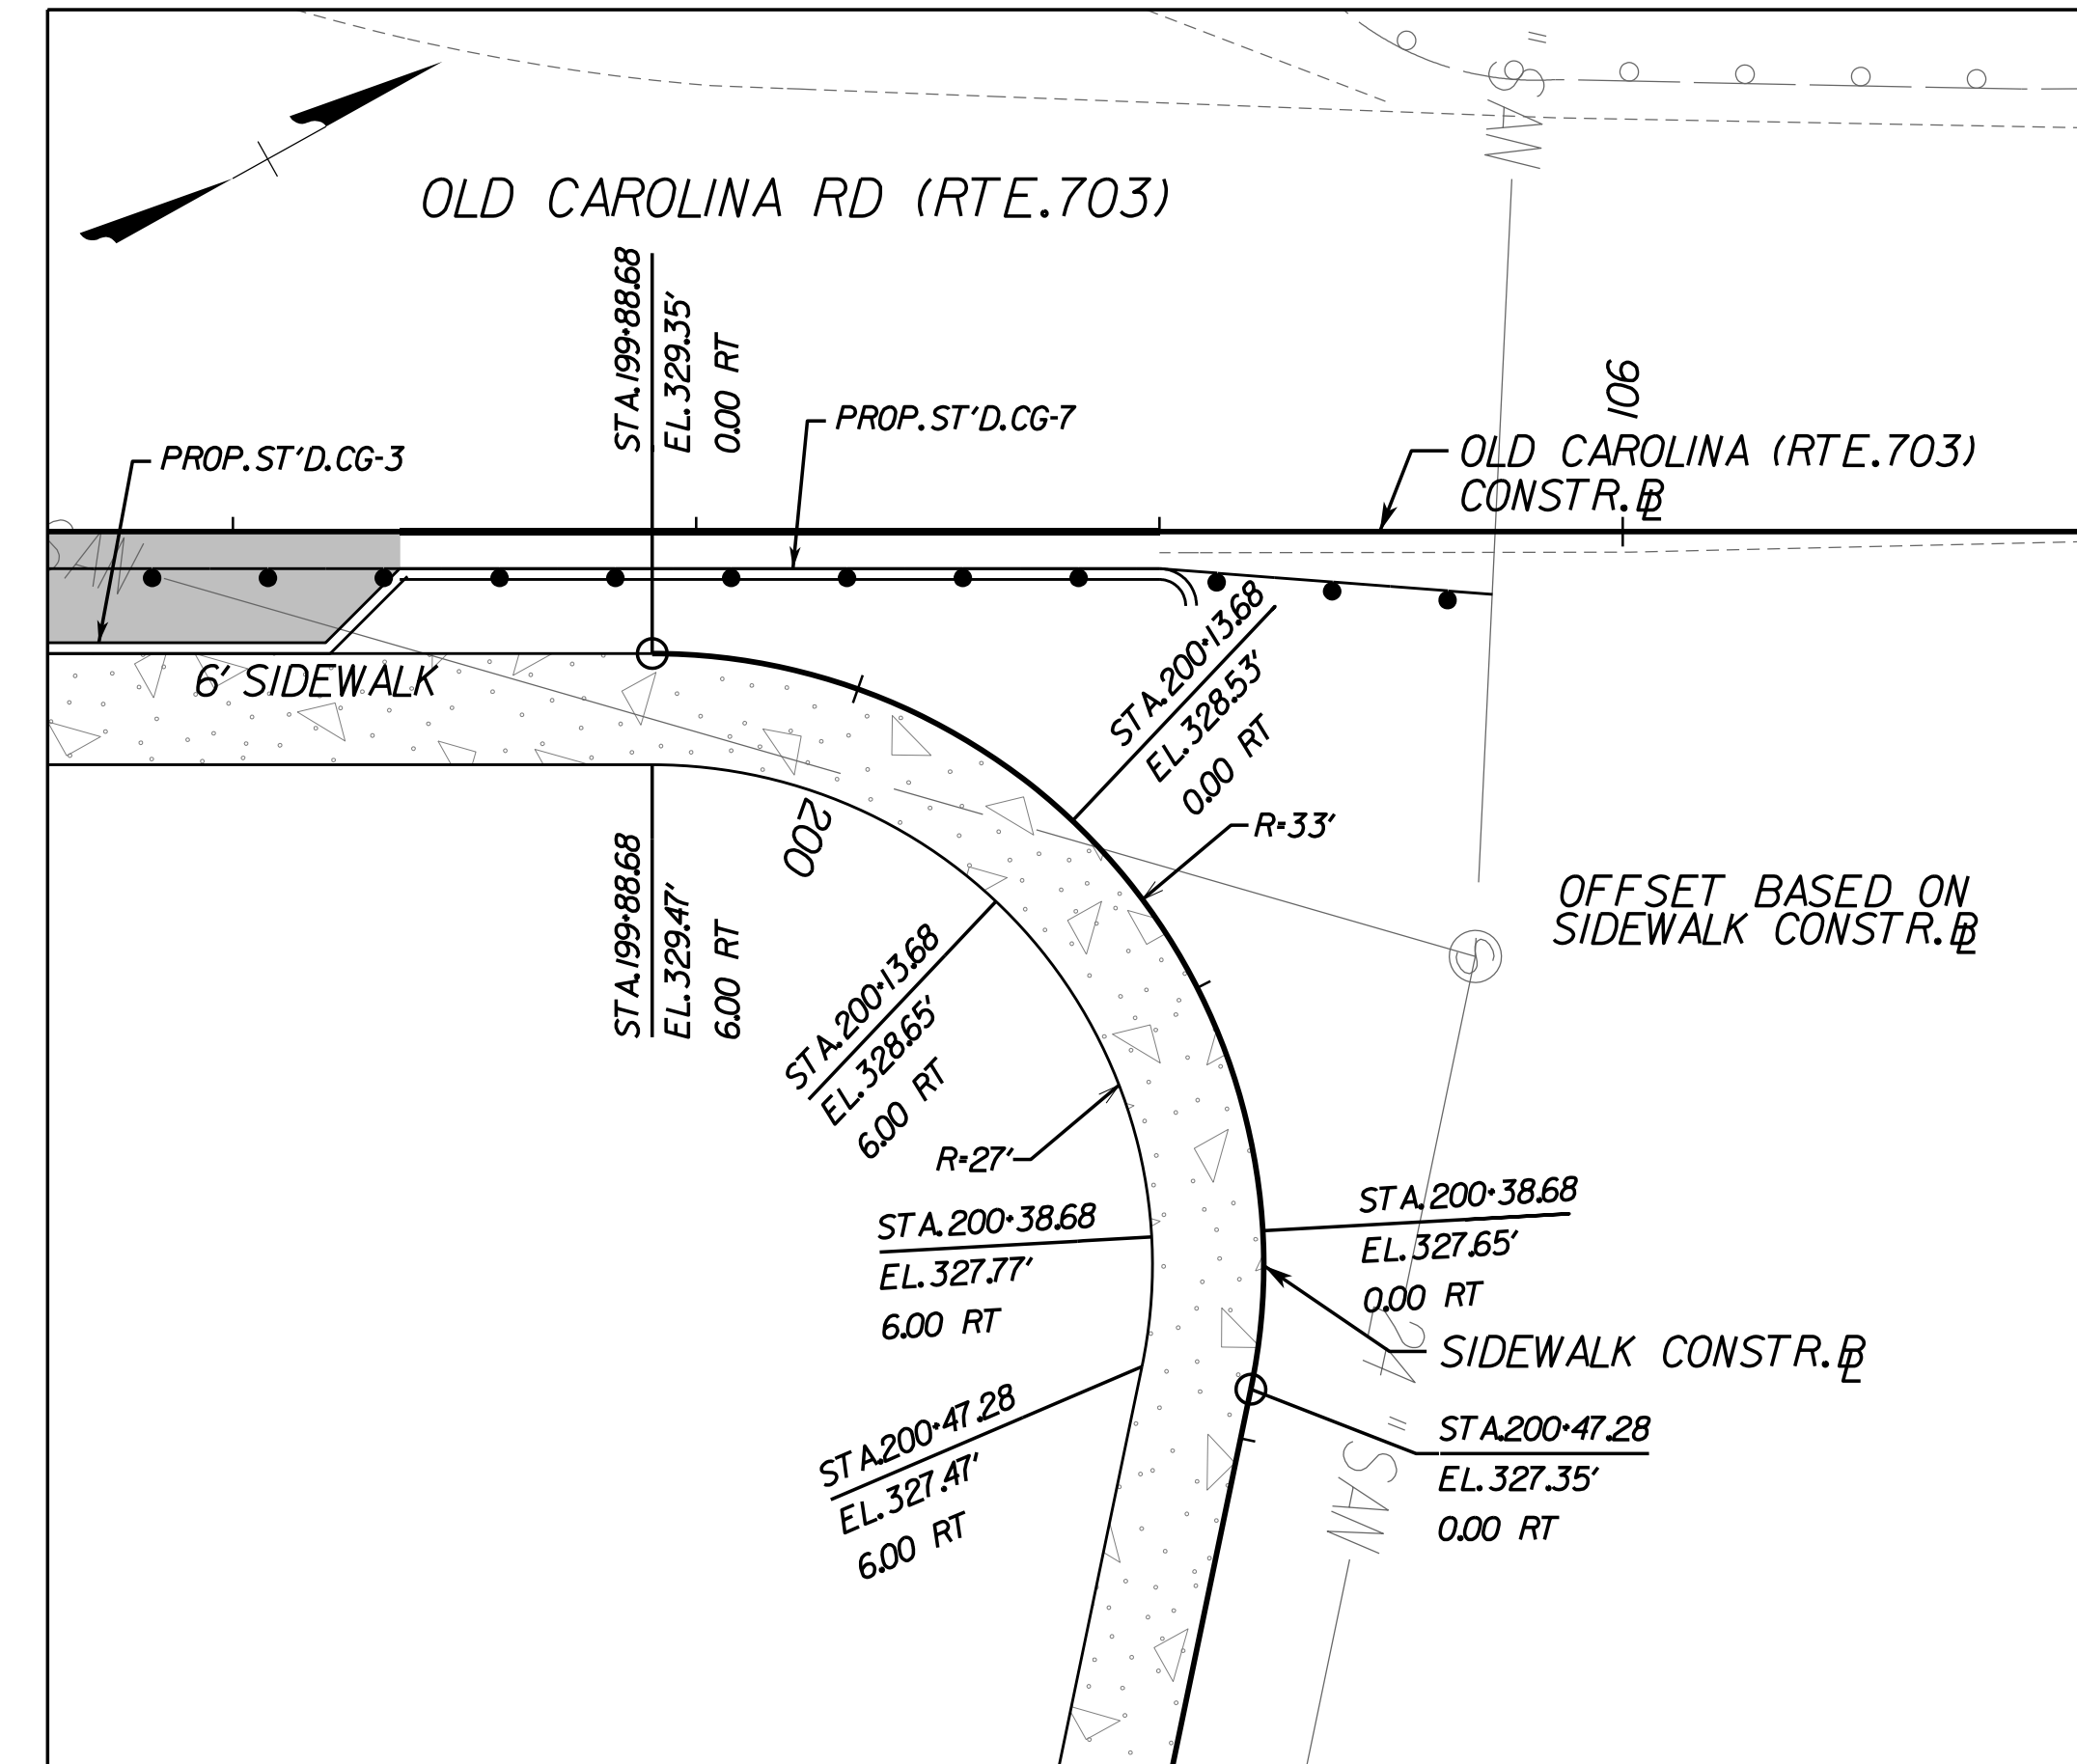 OLD CAROLINA RD (RTE.703)
STA.199+88.68
EL.329.35'
0.00 RT
PROP.ST'D.CG-7
PROP.ST'D.CG-3
106
OLD CAROLINA (RTE.703)
CONSTR.BL
6' SIDEWALK
STA.200+13.68
EL.328.53'
0.00 RT
R=33'
200
STA.199+88.68
EL.329.47'
6.00 RT
OFFSET BASED ON
SIDEWALK CONSTR.BL
STA.200+13.68
EL.328.65'
6.00 RT
R=27'
STA.200+38.68
EL.327.77'
6.00 RT
STA.200+38.68
EL.327.65'
0.00 RT
SIDEWALK CONSTR.BL
STA.200+47.28
EL.327.47'
6.00 RT
STA.200+47.28
EL.327.35'
0.00 RT
S
SAN